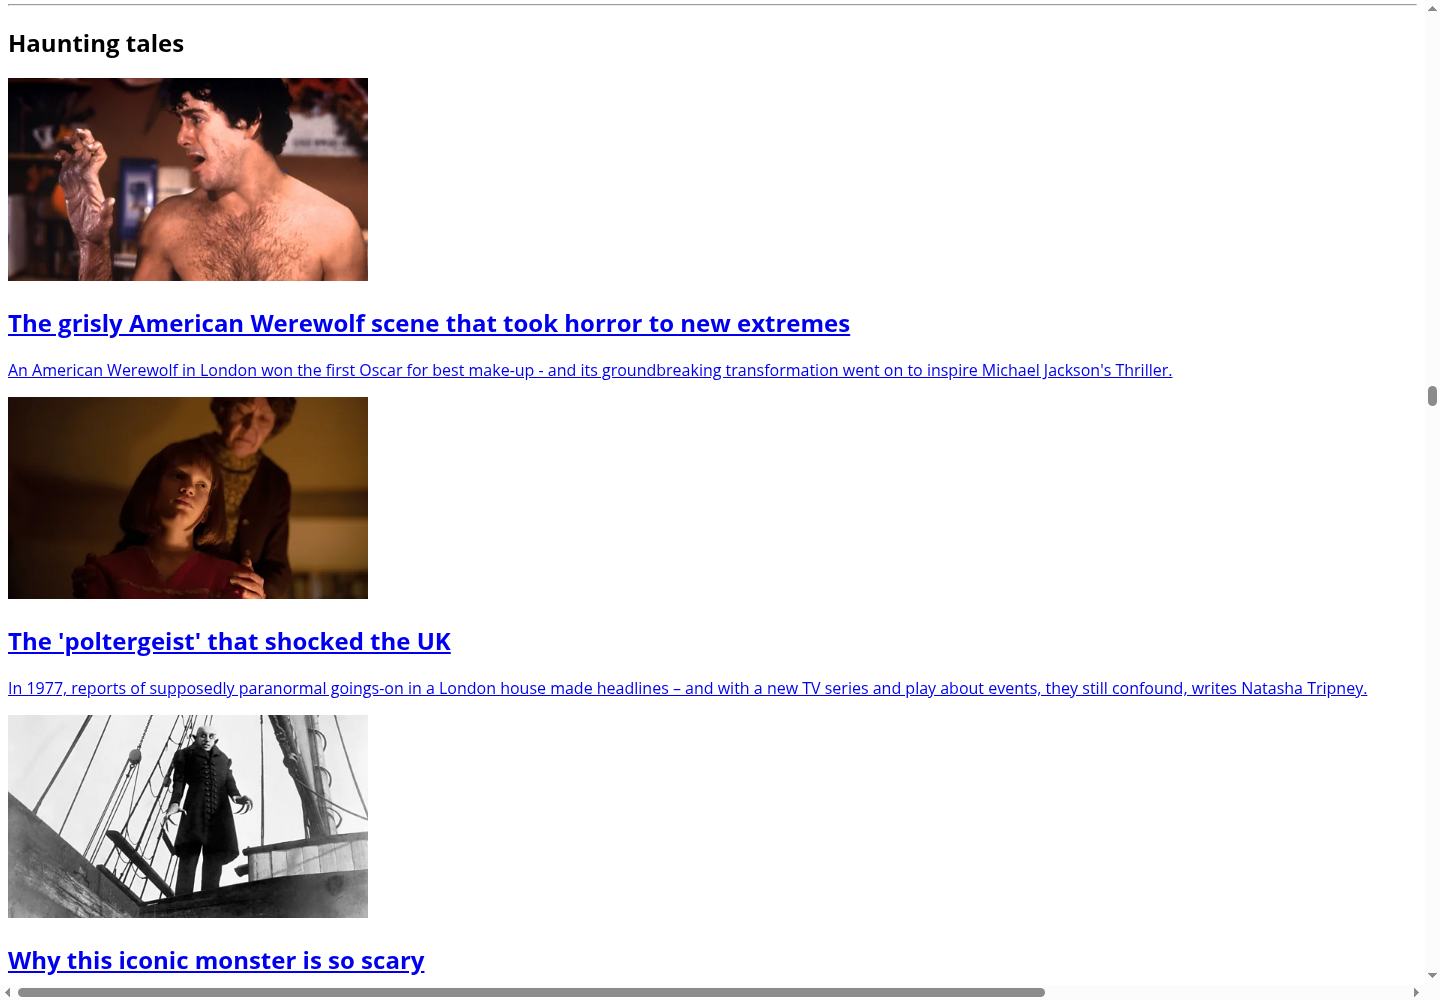 Haunting tales
The grisly American Werewolf scene that took horror to new extremes
An American Werewolf in London won the first Oscar for best make-up - and its groundbreaking transformation went on to inspire Michael Jackson's Thriller.
The 'poltergeist' that shocked the UK
In 1977, reports of supposedly paranormal goings-on in a London house made headlines – and with a new TV series and play about events, they still confound, writes Natasha Tripney.
Why this iconic monster is so scary